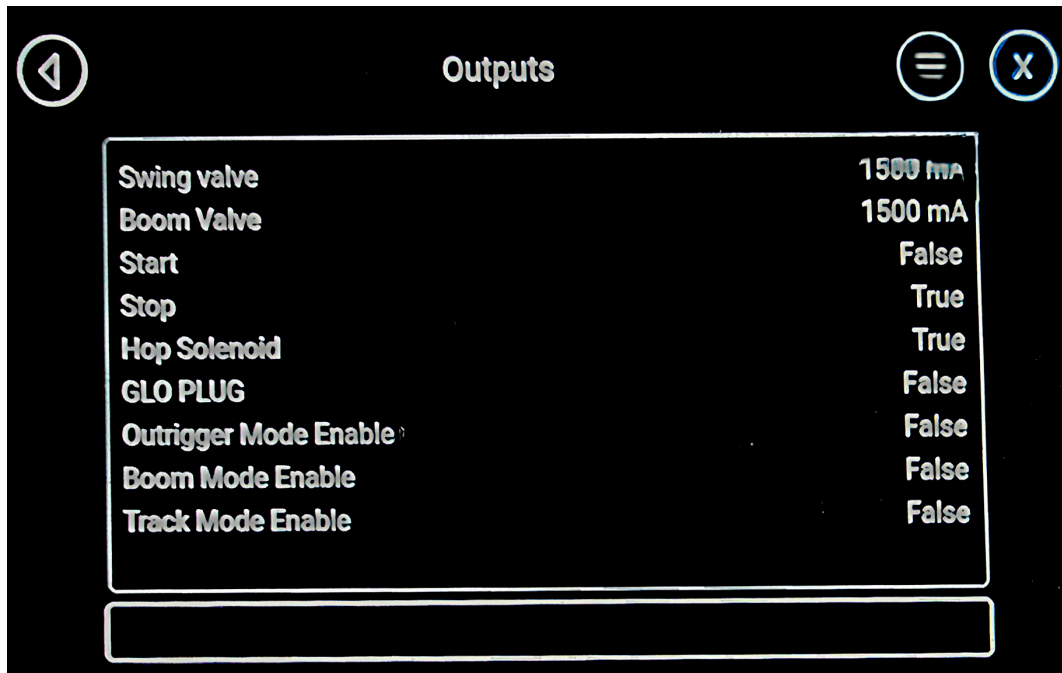 Outputs
Swing valve 1500 mA
Boom Valve 1500 mA
Start False
Stop True
Hop Solenoid True
GLO PLUG False
Outrigger Mode Enable False
Boom Mode Enable False
Track Mode Enable False